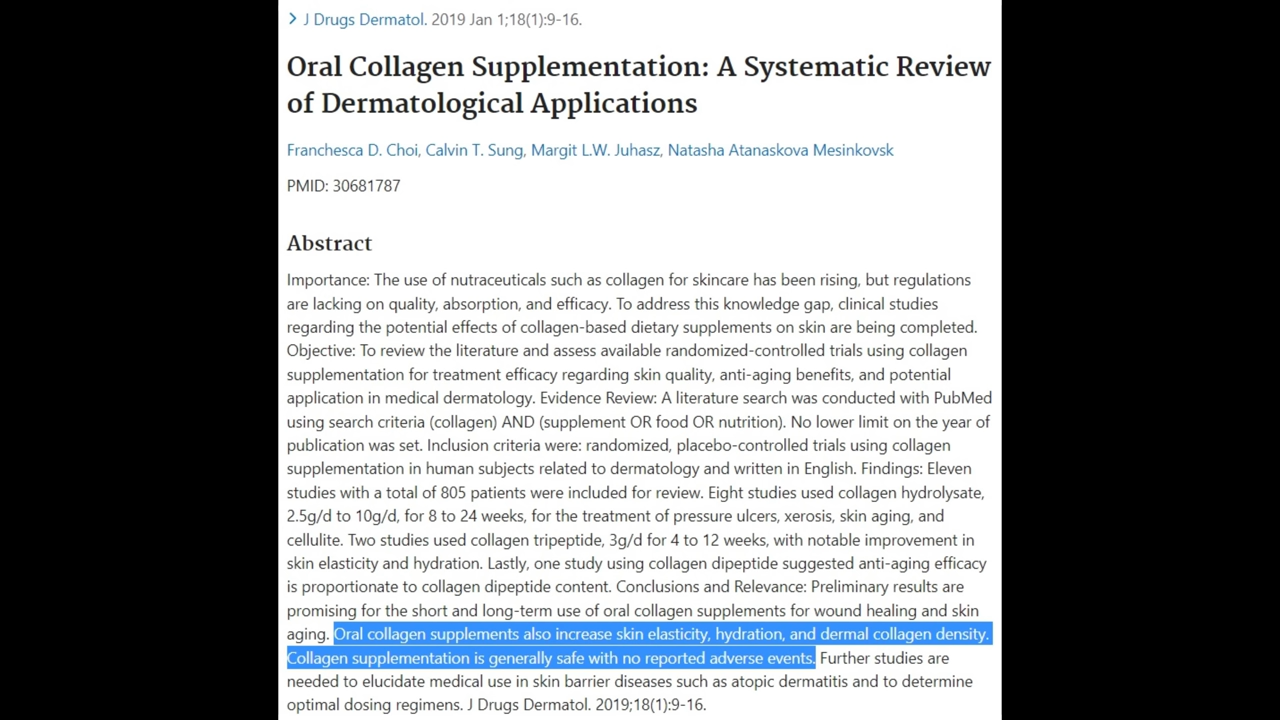 J Drugs Dermatol. 2019 Jan 1;18(1):9-16.
Oral Collagen Supplementation: A Systematic Review
of Dermatological Applications
Franchesca D. Choi, Calvin T. Sung, Margit L.W. Juhasz, Natasha Atanaskova Mesinkovsk
PMID: 30681787
Abstract
Importance: The use of nutraceuticals such as collagen for skincare has been rising, but regulations
are lacking on quality, absorption, and efficacy. To address this knowledge gap, clinical studies
regarding the potential effects of collagen-based dietary supplements on skin are being completed.
Objective: To review the literature and assess available randomized-controlled trials using collagen
supplementation for treatment efficacy regarding skin quality, anti-aging benefits, and potential
application in medical dermatology. Evidence Review: A literature search was conducted with PubMed
using search criteria (collagen) AND (supplement OR food OR nutrition). No lower limit on the year of
publication was set. Inclusion criteria were: randomized, placebo-controlled trials using collagen
supplementation in human subjects related to dermatology and written in English. Findings: Eleven
studies with a total of 805 patients were included for review. Eight studies used collagen hydrolysate,
2.5g/d to 10g/d, for 8 to 24 weeks, for the treatment of pressure ulcers, xerosis, skin aging, and
cellulite. Two studies used collagen tripeptide, 3g/d for 4 to 12 weeks, with notable improvement in
skin elasticity and hydration. Lastly, one study using collagen dipeptide suggested anti-aging efficacy
is proportionate to collagen dipeptide content. Conclusions and Relevance: Preliminary results are
promising for the short and long-term use of oral collagen supplements for wound healing and skin
aging. Oral collagen supplements also increase skin elasticity, hydration, and dermal collagen density.
Collagen supplementation is generally safe with no reported adverse events. Further studies are
needed to elucidate medical use in skin barrier diseases such as atopic dermatitis and to determine
optimal dosing regimens. J Drugs Dermatol. 2019;18(1):9-16.